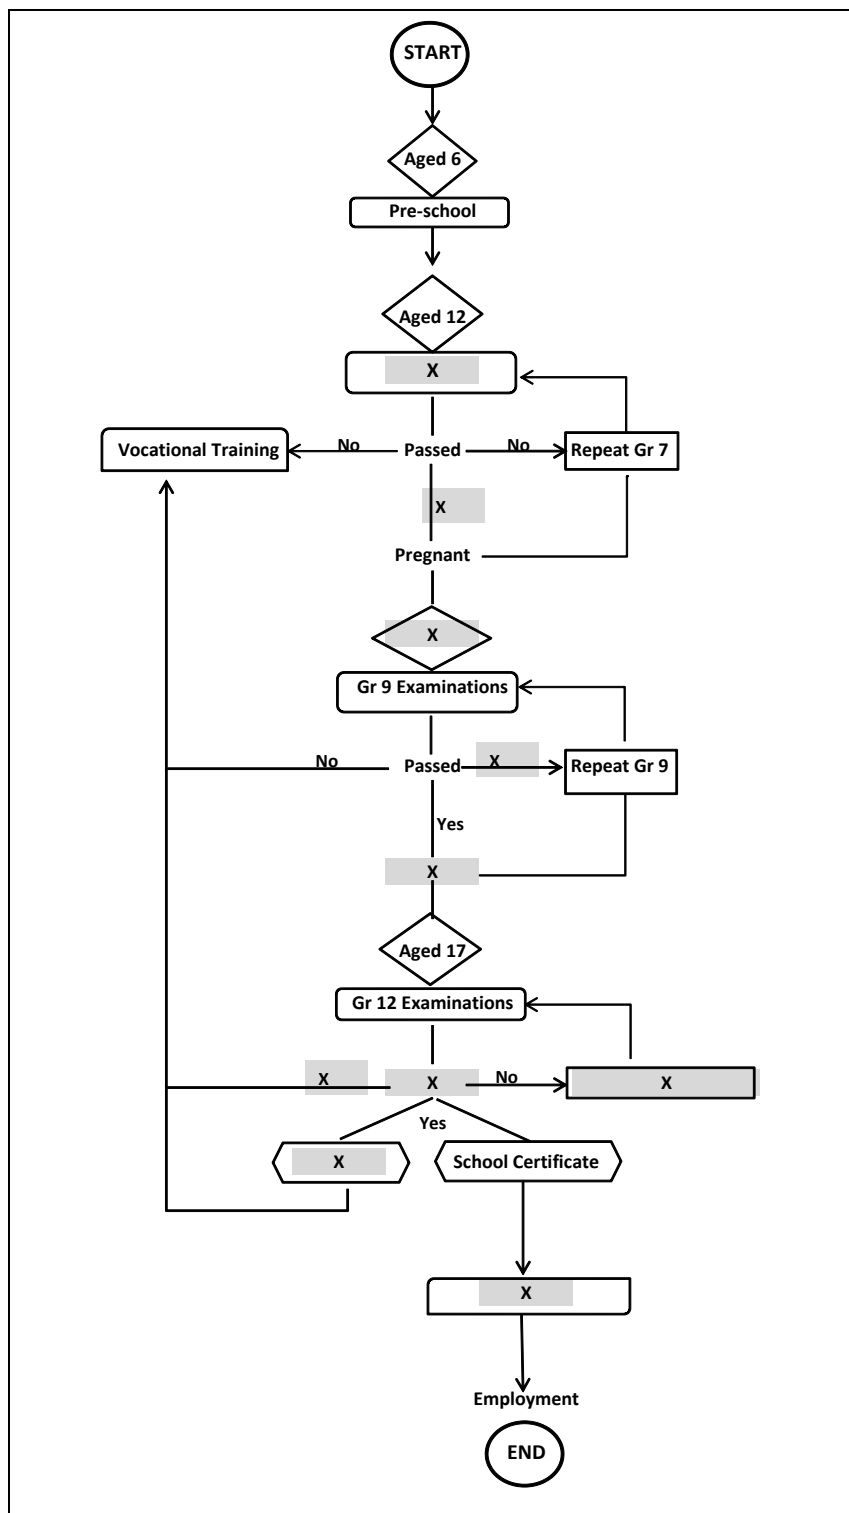 START
Aged 6
Pre-school
Aged 12
X
Vocational Training No Passed No Repeat Gr 7
X
Pregnant
X
Gr 9 Examinations
No Passed X Repeat Gr 9
Yes
X
Aged 17
Gr 12 Examinations
X X No X
Yes
X School Certificate
X
Employment
END